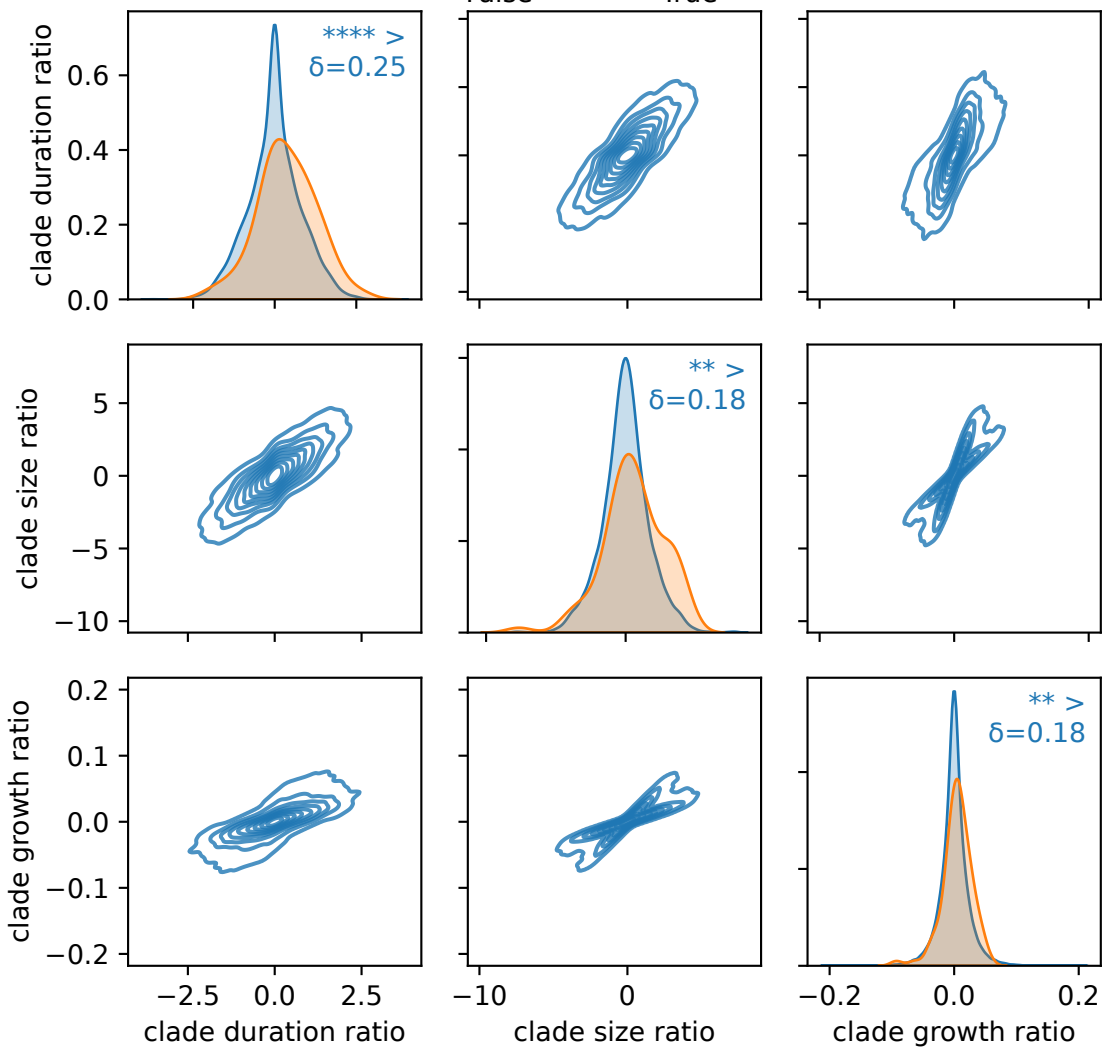 clade duration ratio
0.6
0.4
0.2
0.0
**** >
δ=0.25
clade size ratio
5
0
−5
−10
** >
δ=0.18
clade growth ratio
0.2
0.1
0.0
−0.1
−0.2
** >
δ=0.18
−2.5 0.0 2.5
clade duration ratio
−10 0
clade size ratio
−0.2 0.0 0.2
clade growth ratio